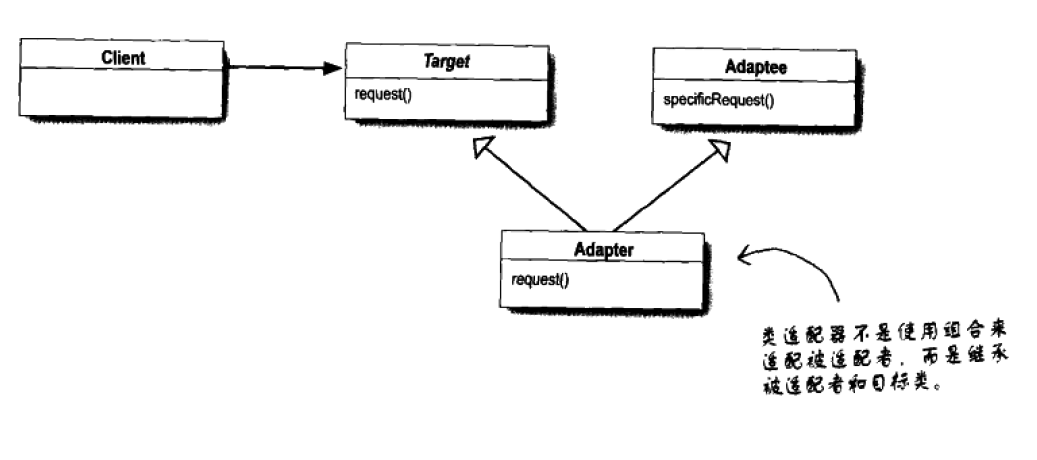 Client
Target
request()
Adaptee
specificRequest()
Adapter
request()
类适配器不是使用组合来
适配被适配者，而是继承
被适配者和目标类。